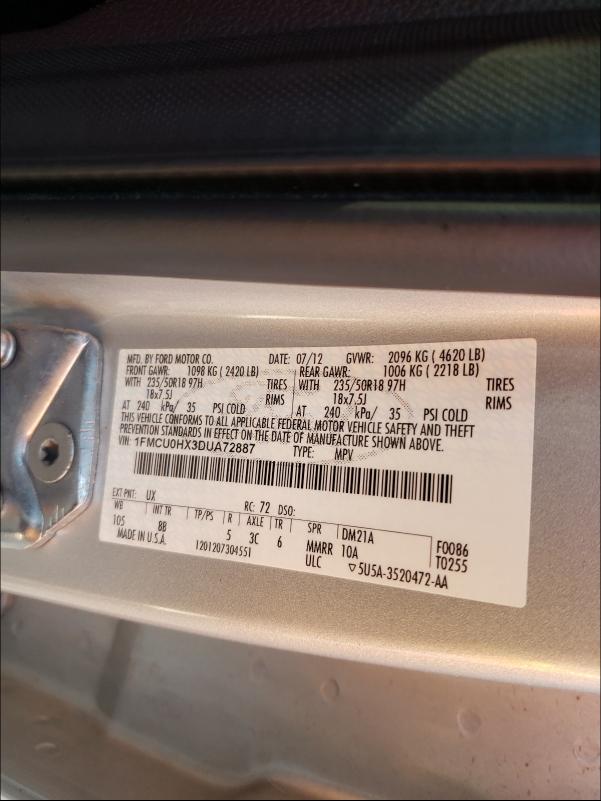 MFD. BY FORD MOTOR CO. DATE: 07/12 GVWR: 2096 KG ( 4620 LB)
FRONT GAWR: 1098 KG ( 2420 LB) REAR GAWR: 1006 KG ( 2218 LB)
WITH 235/50R18 97H TIRES WITH 235/50R18 97H TIRES
18x7.5J RIMS 18x7.5J RIMS
AT 240 kPa/ 35 PSI COLD AT 240 kPa/ 35 PSI COLD
THIS VEHICLE CONFORMS TO ALL APPLICABLE FEDERAL MOTOR VEHICLE SAFETY AND THEFT
PREVENTION STANDARDS IN EFFECT ON THE DATE OF MANUFACTURE SHOWN ABOVE.
VIN: 1FMCU0HX3DUA72887 TYPE: MPV
EXT PNT: UX RC: 72 DSO:
WB INT TR TP/PS R AXLE TR SPR DM21A F0086
105 BB 5 3C 6 MMRR 10A T0255
MADE IN U.S.A. 1201207304551 ULC ▽5U5A-3520472-AA